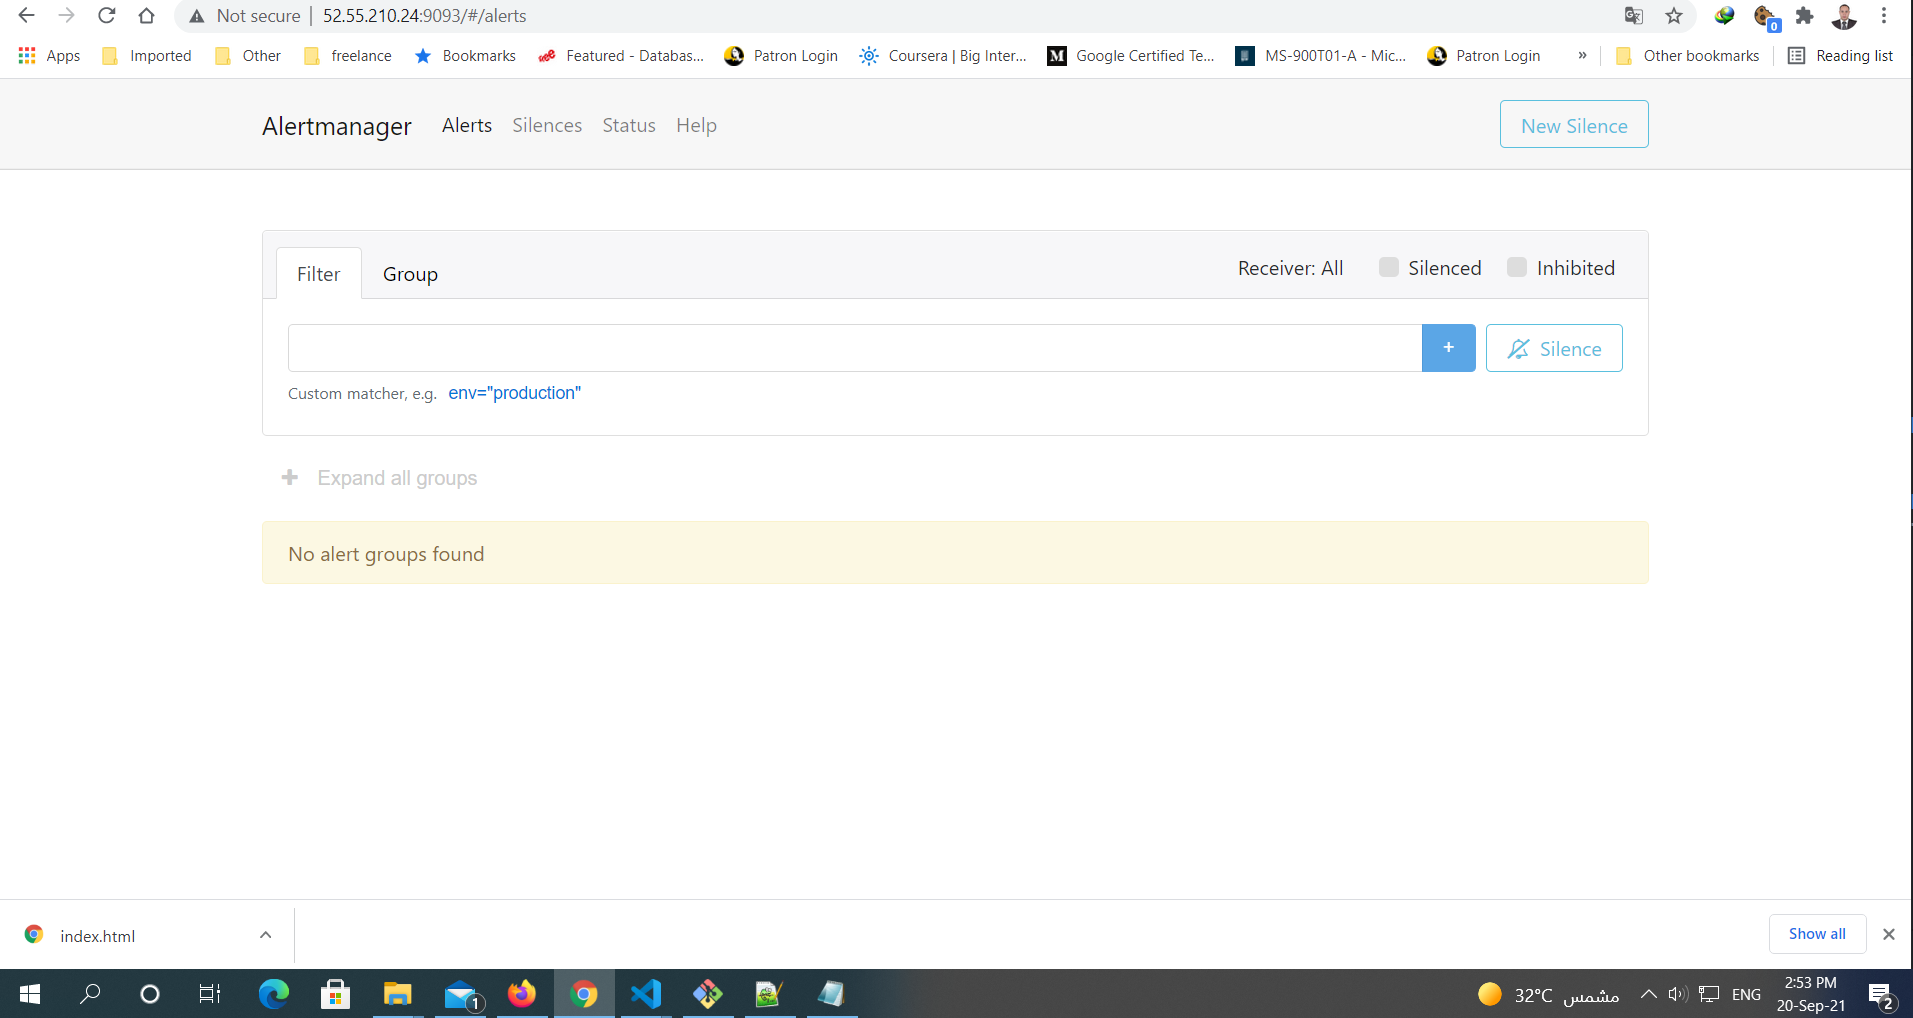 Not secure | 52.55.210.24:9093/#/alerts
0
Apps Imported Other freelance Bookmarks Featured - Databas... Patron Login Coursera | Big Inter... M Google Certified Te... MS-900T01-A - Mic... Patron Login » Other bookmarks Reading list
Alertmanager Alerts Silences Status Help New Silence
Filter Group Receiver: All Silenced Inhibited
+ Silence
Custom matcher, e.g. env="production"
+ Expand all groups
No alert groups found
index.html Show all
1 32°C مشمس ENG 2:53 PM
20-Sep-21 2